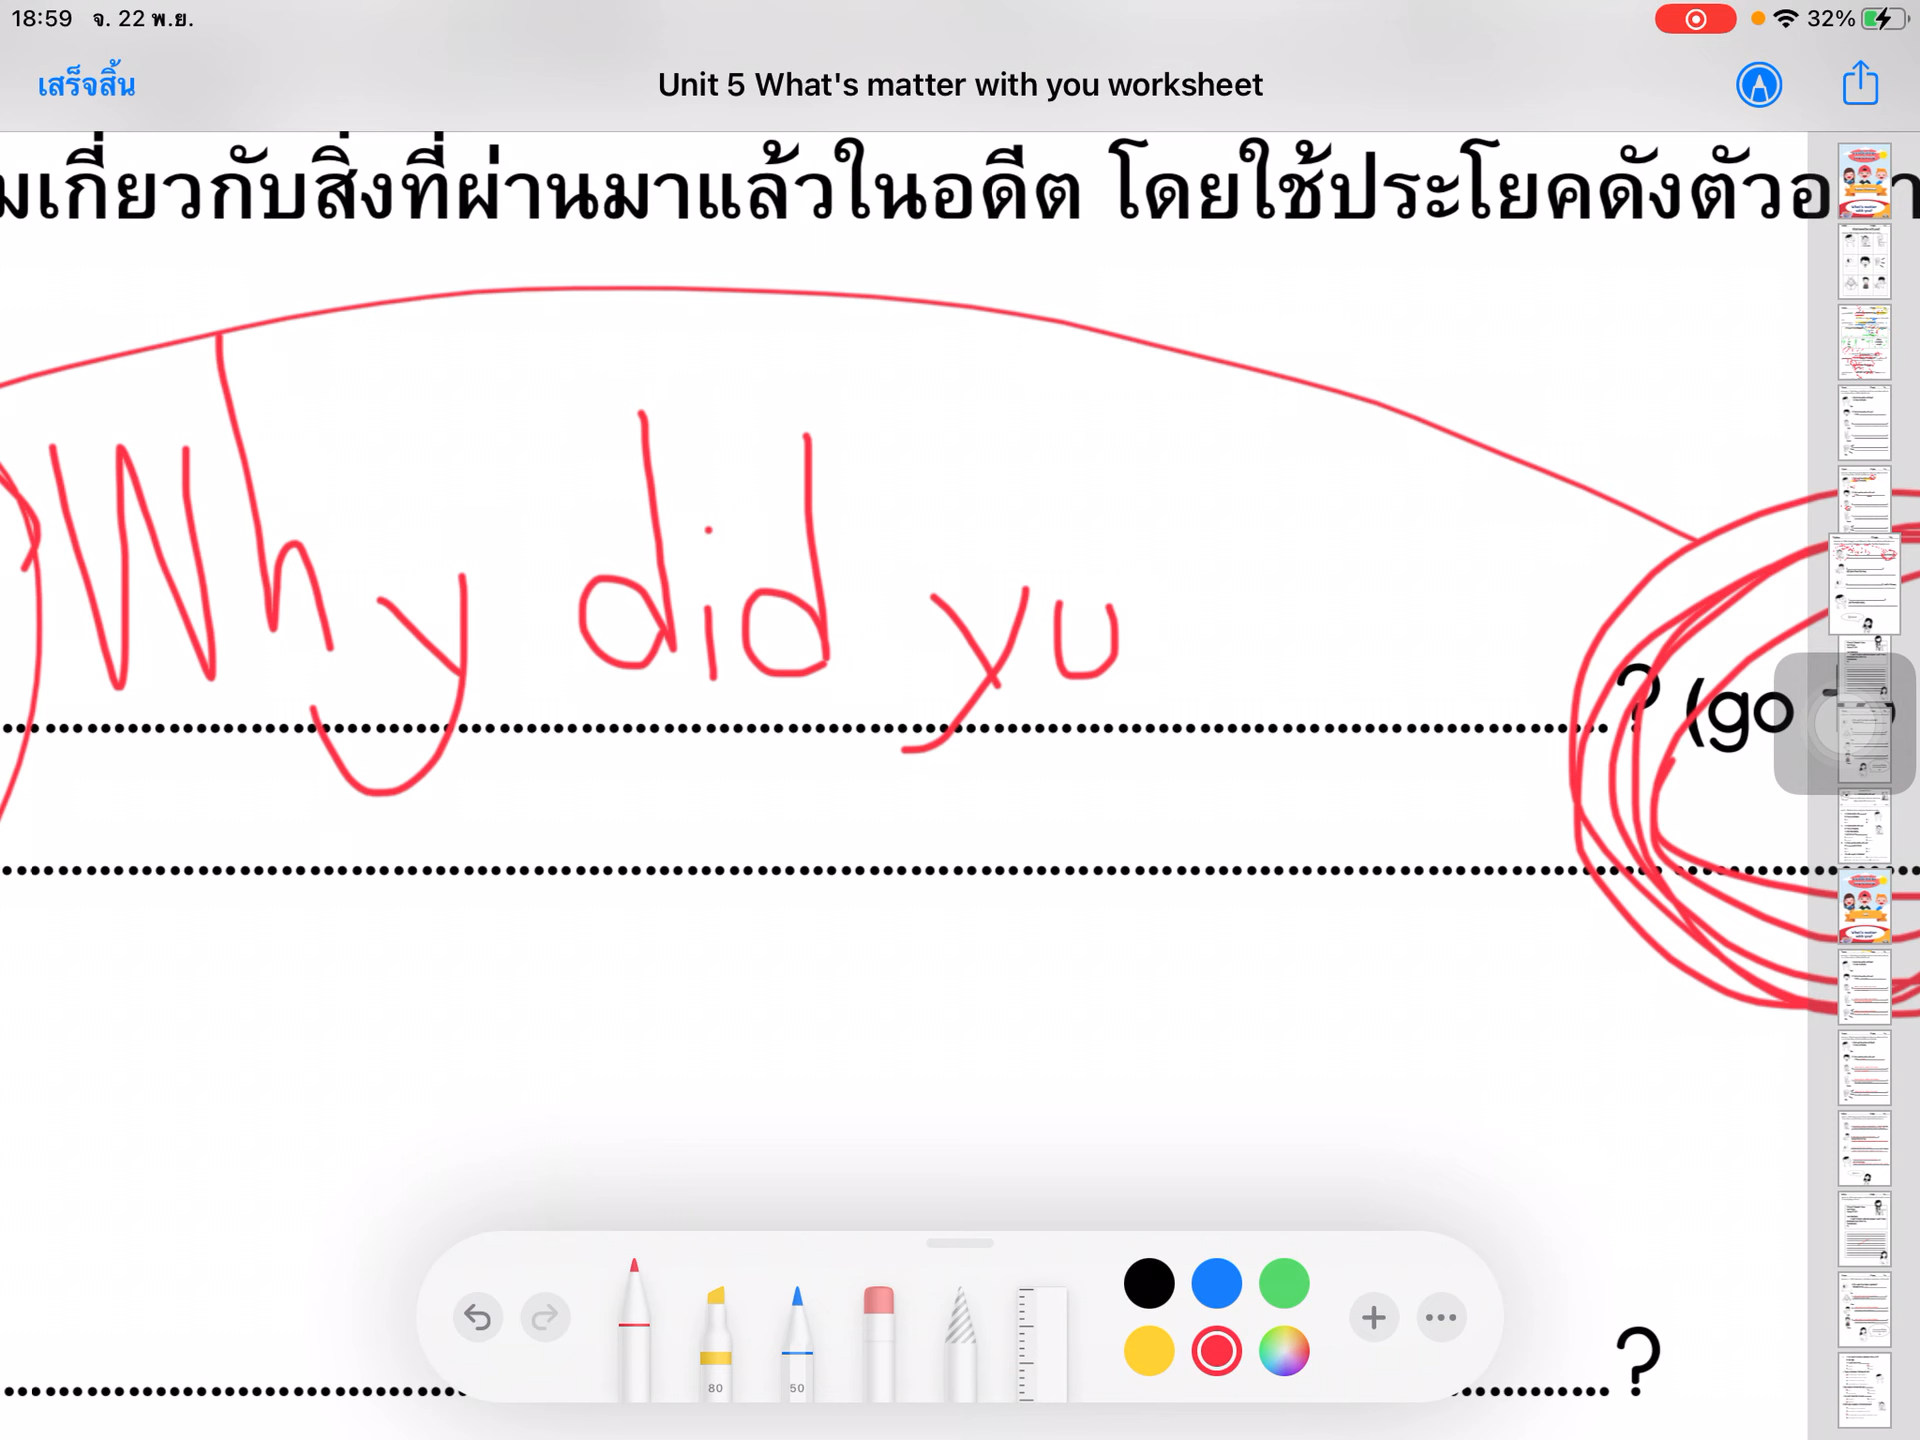 18:59 จ. 22 พ.ย. 32%
เสร็จสิ้น Unit 5 What's matter with you worksheet
มเกี่ยวกับสิ่งที่ผ่านมาแล้วในอดีต โดยใช้ประโยคดังตัวอ
Why did yu
? (go
80 50
?